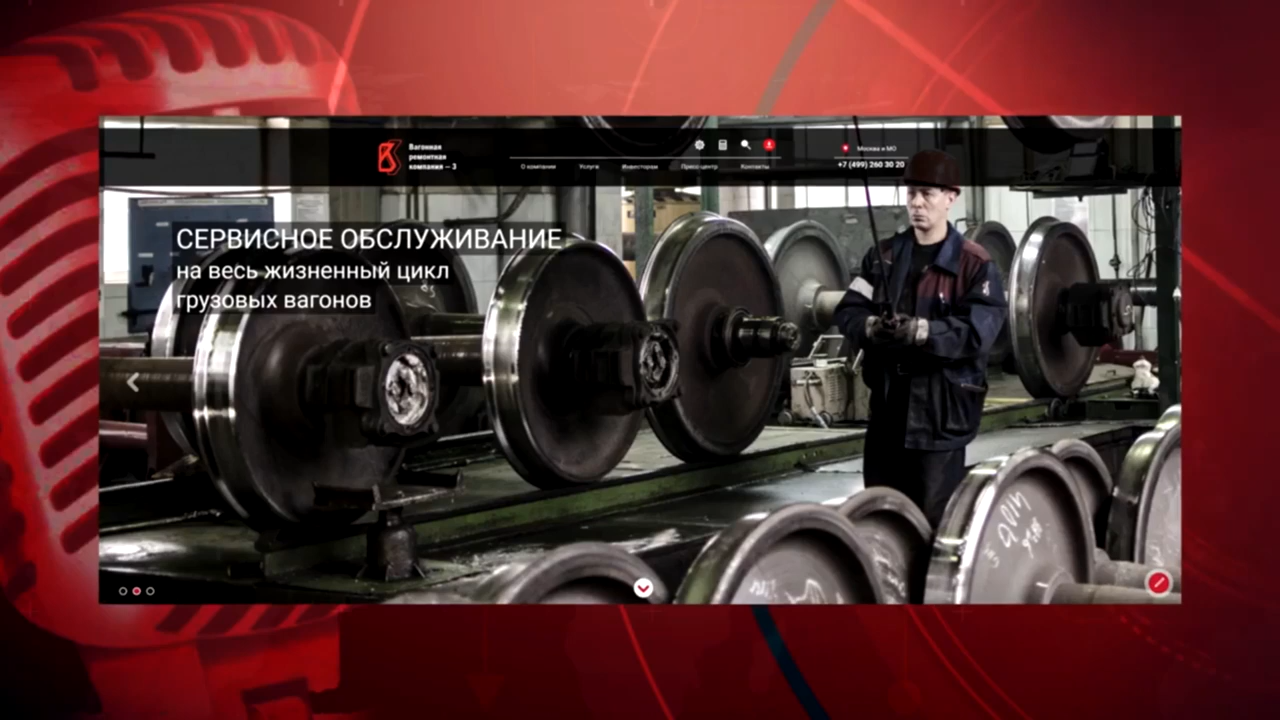 Вагонная
ремонтная
компания – 3
О компании Услуги Инвесторам Пресс-центр Контакты
Москва и МО
+7 (499) 260 30 20
СЕРВИСНОЕ ОБСЛУЖИВАНИЕ
на весь жизненный цикл
грузовых вагонов